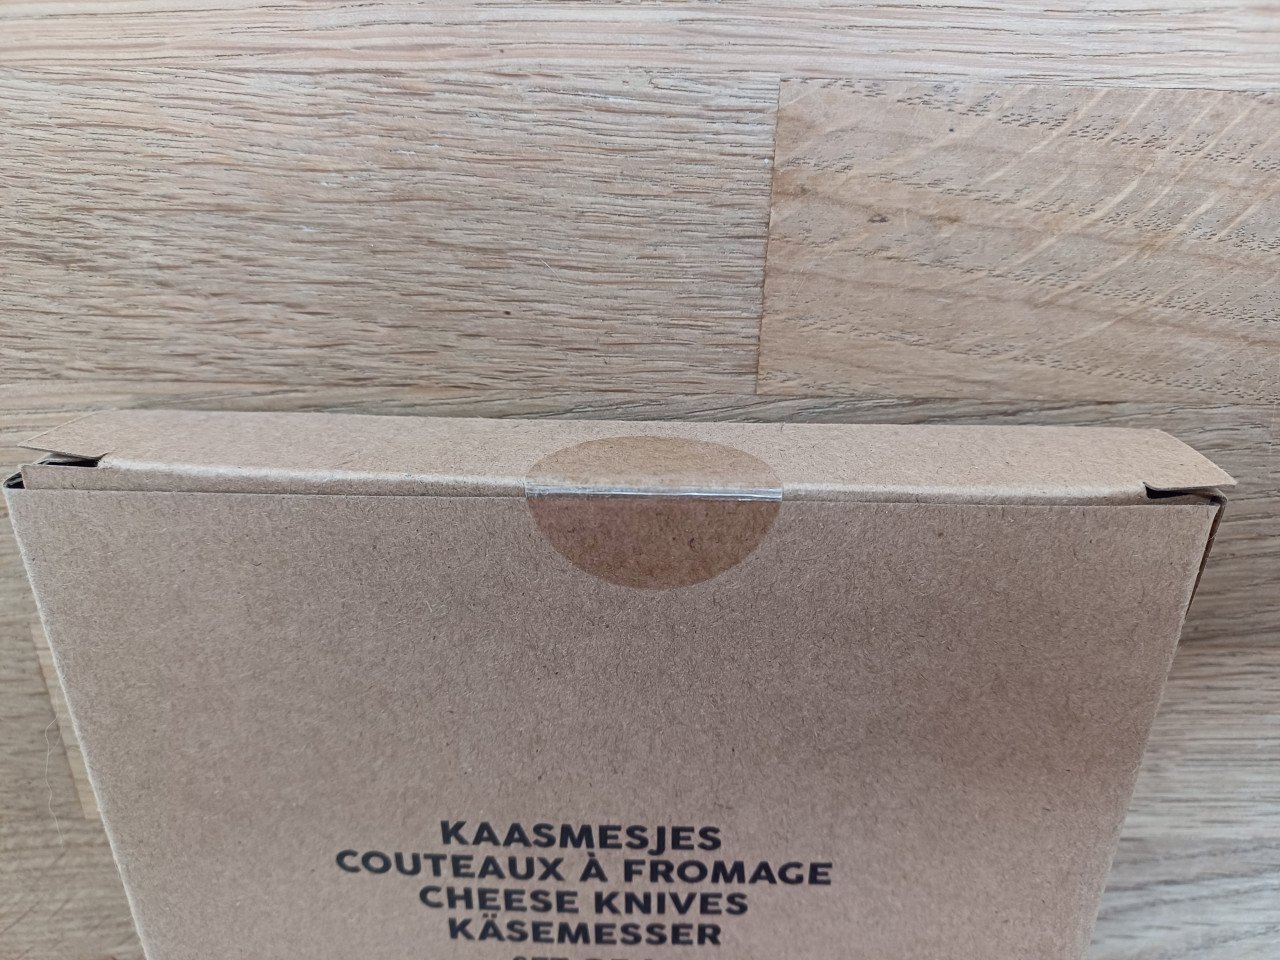 KAASMESJES
COUTEAUX À FROMAGE
CHEESE KNIVES
KÄSEMESSER